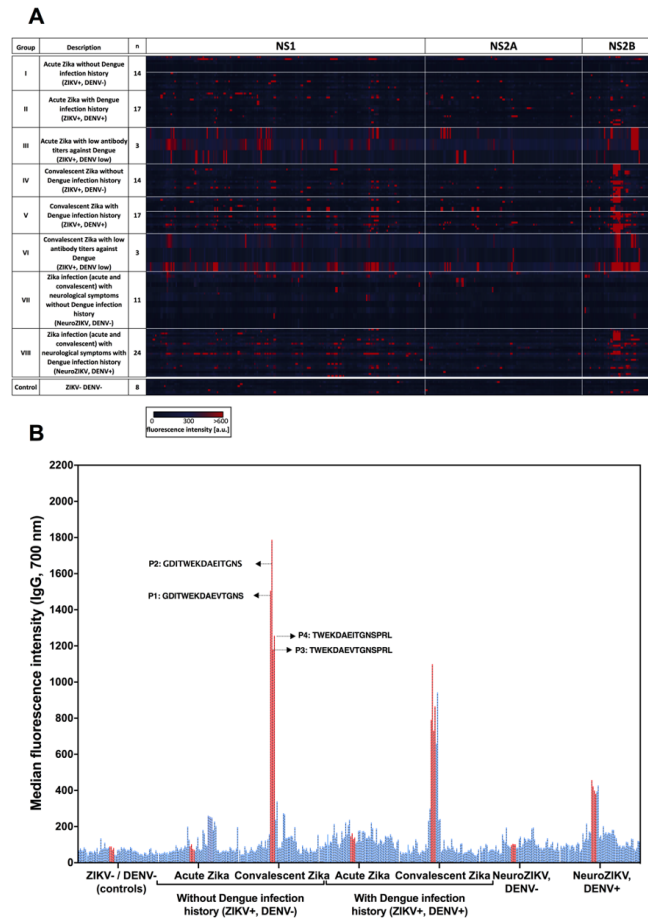 A
Group Description n NS1 NS2A NS2B
I Acute Zika without Dengue infection history (ZIKV+, DENV-) 14
II Acute Zika with Dengue infection history (ZIKV+, DENV+) 17
III Acute Zika with low antibody titers against Dengue (ZIKV+, DENV low) 3
IV Convalescent Zika without Dengue infection history (ZIKV+, DENV-) 14
V Convalescent Zika with Dengue infection history (ZIKV+, DENV+) 17
VI Convalescent Zika with low antibody titers against Dengue (ZIKV+, DENV low) 3
VII Zika infection (acute and convalescent) with neurological symptoms without Dengue infection history (NeuroZIKV, DENV-) 11
VIII Zika infection (acute and convalescent) with neurological symptoms with Dengue infection history (NeuroZIKV, DENV+) 24
Control ZIKV- DENV- 8
0 300 >600
fluorescence intensity [a.u.]
B
Median fluorescence intensity (IgG, 700 nm)
2200
2000
1800
1600
1400
1200
1000
800
600
400
200
0
P2: GDITWEKDAEITGNS
P1: GDITWEKDAEVTGNS
P4: TWEKDAEITGNSPRL
P3: TWEKDAEVTGNSPRL
ZIKV- / DENV- (controls)
Acute Zika Convalescent Zika
Without Dengue infection
history (ZIKV+, DENV-)
Acute Zika Convalescent Zika
With Dengue infection
history (ZIKV+, DENV+)
NeuroZIKV,
DENV-
NeuroZIKV,
DENV+